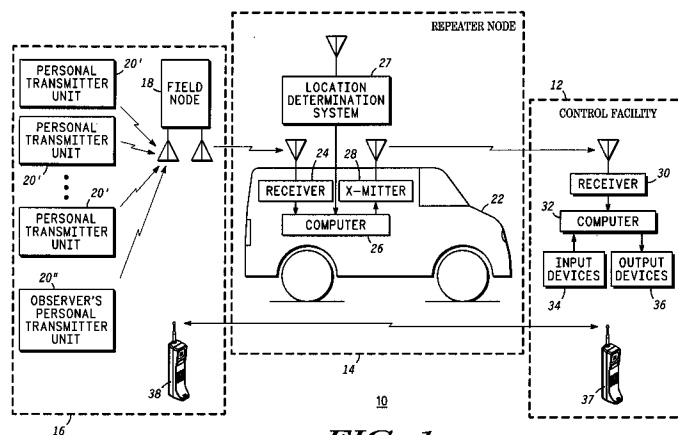 PERSONAL
TRANSMITTER
UNIT
20'
PERSONAL
TRANSMITTER
UNIT
20'
PERSONAL
TRANSMITTER
UNIT
20'
OBSERVER'S
PERSONAL
TRANSMITTER
UNIT
20"
18
FIELD
NODE
38
16
REPEATER NODE
27
LOCATION
DETERMINATION
SYSTEM
24
28
RECEIVER
X-MITTER
22
COMPUTER
26
14
10
12
CONTROL FACILITY
RECEIVER
30
32
COMPUTER
INPUT
DEVICES
OUTPUT
DEVICES
34
36
37
FIG. 1